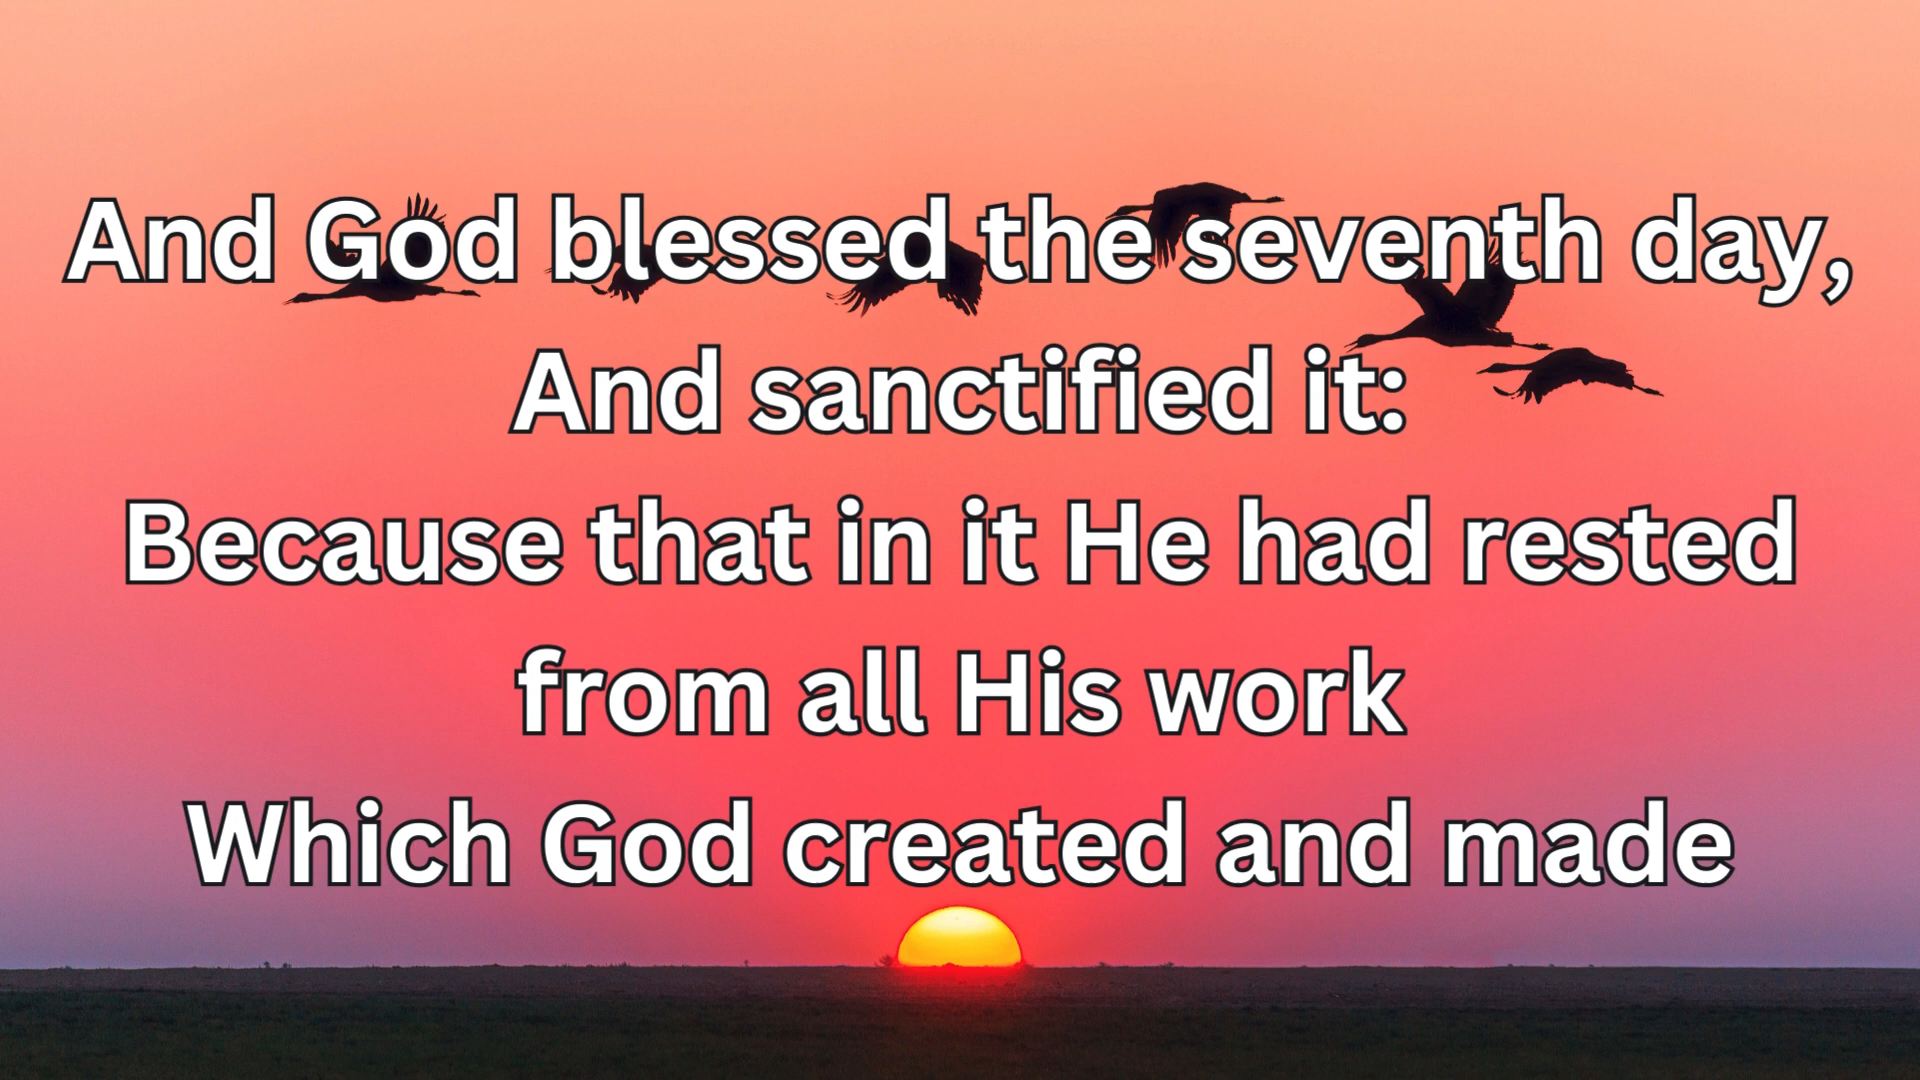 And God blessed the seventh day,
And sanctified it:
Because that in it He had rested
from all His work
Which God created and made